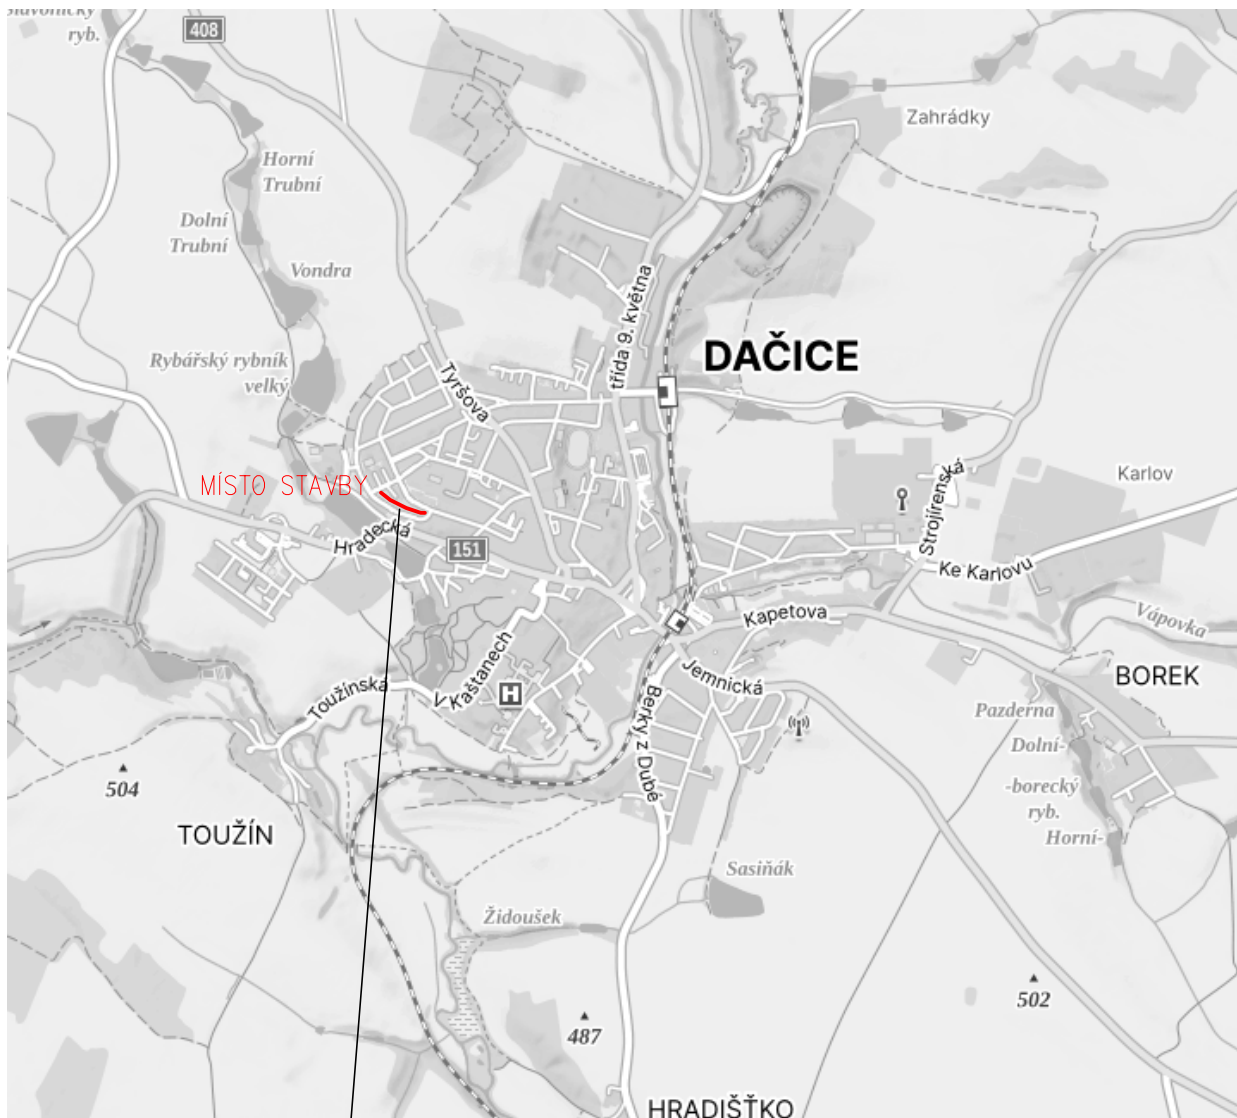 ryb.
408
Zahrádky
Horní
Trubní
Dolní
Trubní
Vondra
třída 9. května
DAČICE
Rybářský rybník
velký
Tyršova
MÍSTO STAVBY
Karlov
Strojírenská
Hradecká
151
Ke Karlovu
Kapetova
Vápovka
BOREK
Jemnická
Toužínská
V Kaštanech
H
Berky z Dubé
Pazderna
Dolní-
-borecký
ryb.
Horní-
504
TOUŽÍN
Sasiňák
Židoušek
502
487
HRADIŠŤKO